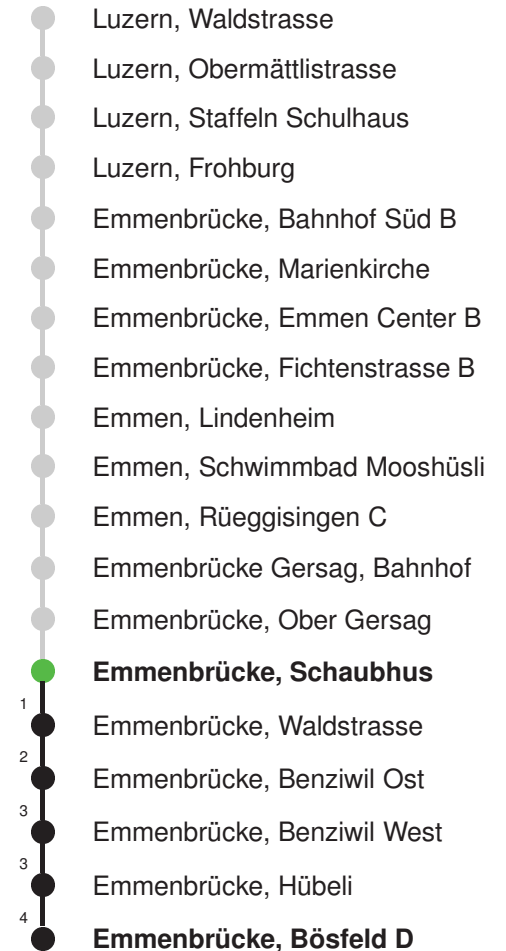 Luzern, Waldstrasse
Luzern, Obermättlistrasse
Luzern, Staffeln Schulhaus
Luzern, Frohburg
Emmenbrücke, Bahnhof Süd B
Emmenbrücke, Marienkirche
Emmenbrücke, Emmen Center B
Emmenbrücke, Fichtenstrasse B
Emmen, Lindenheim
Emmen, Schwimmbad Mooshüsli
Emmen, Rüeggisingen C
Emmenbrücke Gersag, Bahnhof
Emmenbrücke, Ober Gersag
Emmenbrücke, Schaubhus
1 Emmenbrücke, Waldstrasse
2 Emmenbrücke, Benziwil Ost
3 Emmenbrücke, Benziwil West
3 Emmenbrücke, Hübeli
4 Emmenbrücke, Bösfeld D